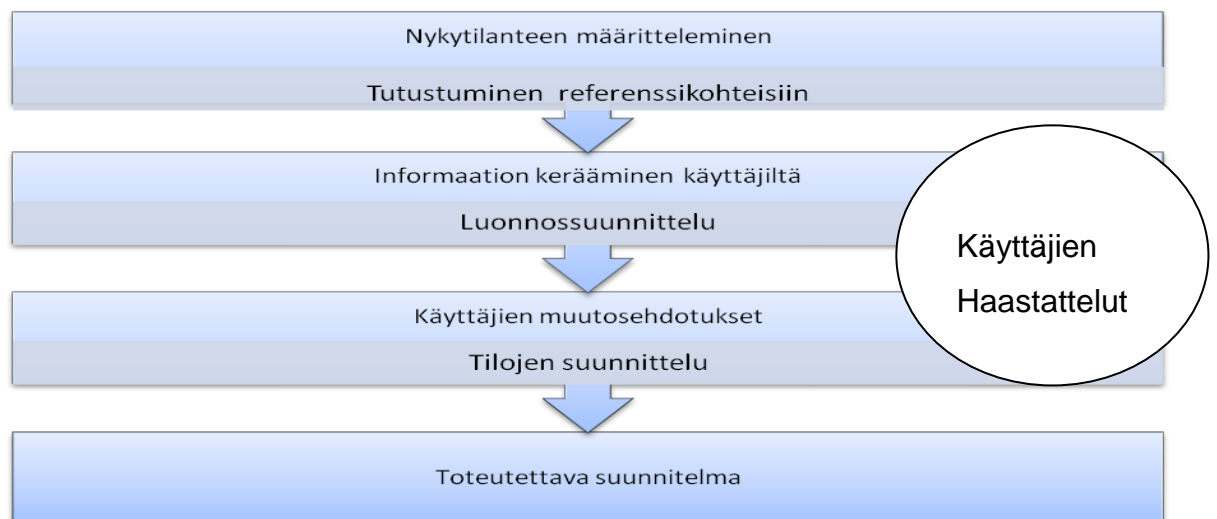 Nykytilanteen määritteleminen
Tutustuminen referenssikohteisiin
Informaation kerääminen käyttäjiltä
Luonnossuunnittelu
Käyttäjien muutosehdotukset
Tilojen suunnittelu
Käyttäjien
Haastattelut
Toteutettava suunnitelma